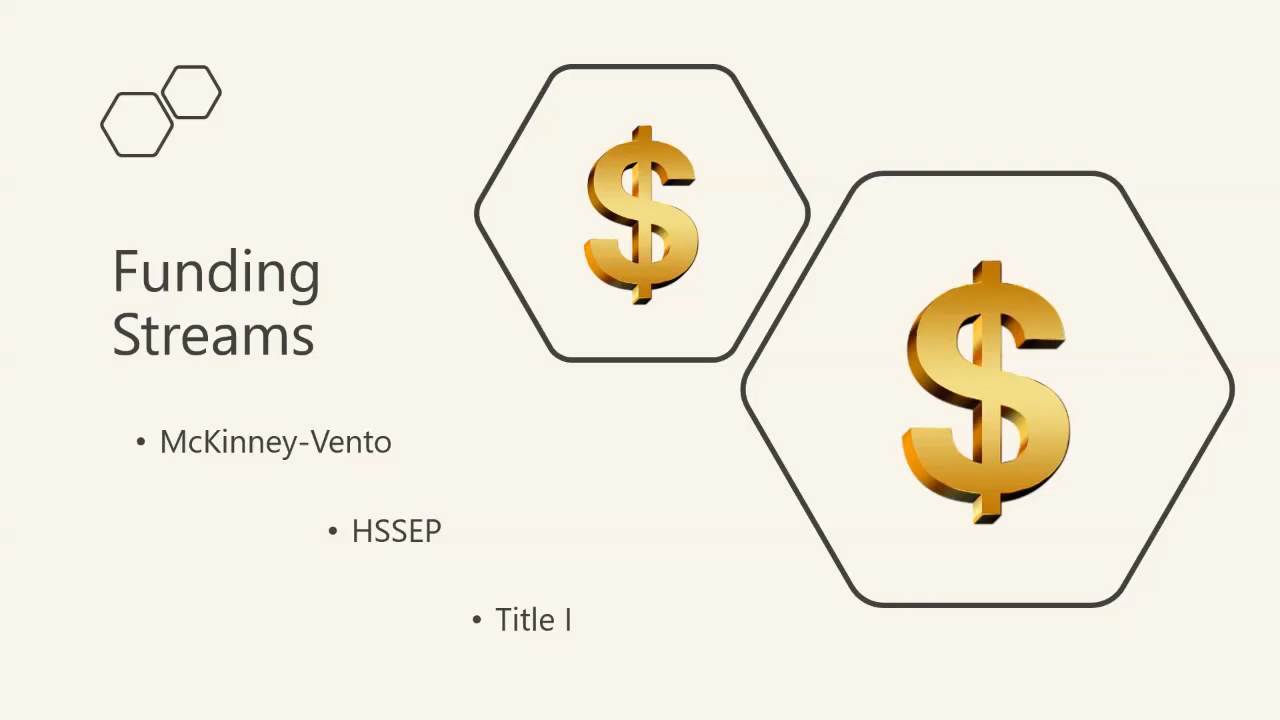 Funding
Streams
• McKinney-Vento
• HSSEP
• Title I